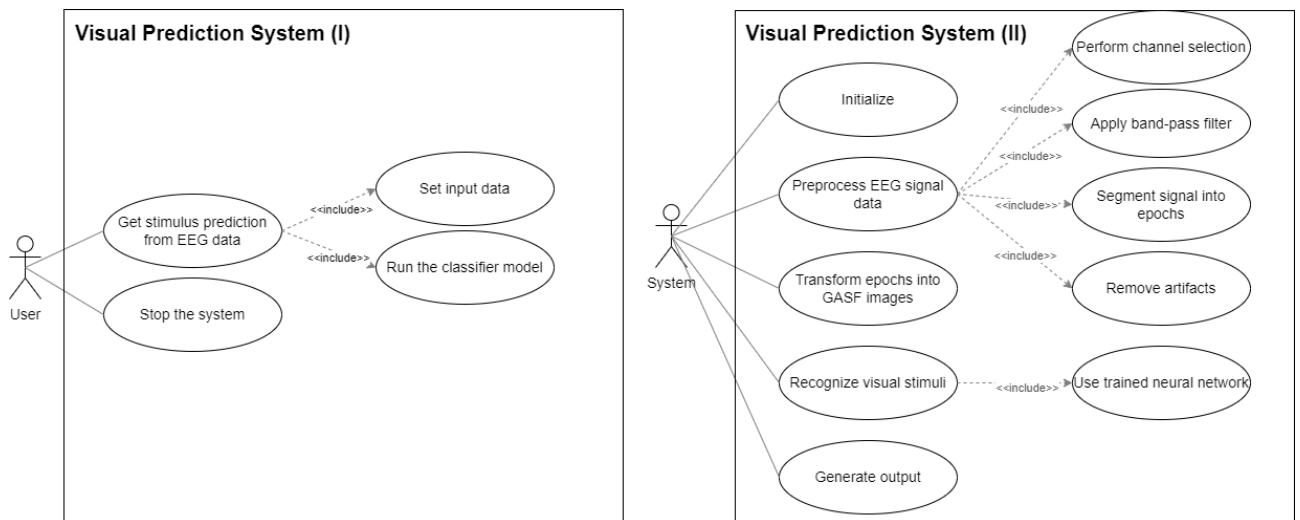 Visual Prediction System (I)
Get stimulus prediction
from EEG data
Stop the system
<<include>>
<<include>>
Set input data
Run the classifier model
User
Visual Prediction System (II)
Initialize
Preprocess EEG signal
data
Transform epochs into
GASF images
Recognize visual stimuli
Generate output
System
<<include>>
<<include>>
<<include>>
<<include>>
<<include>>
Perform channel selection
Apply band-pass filter
Segment signal into
epochs
Remove artifacts
Use trained neural network